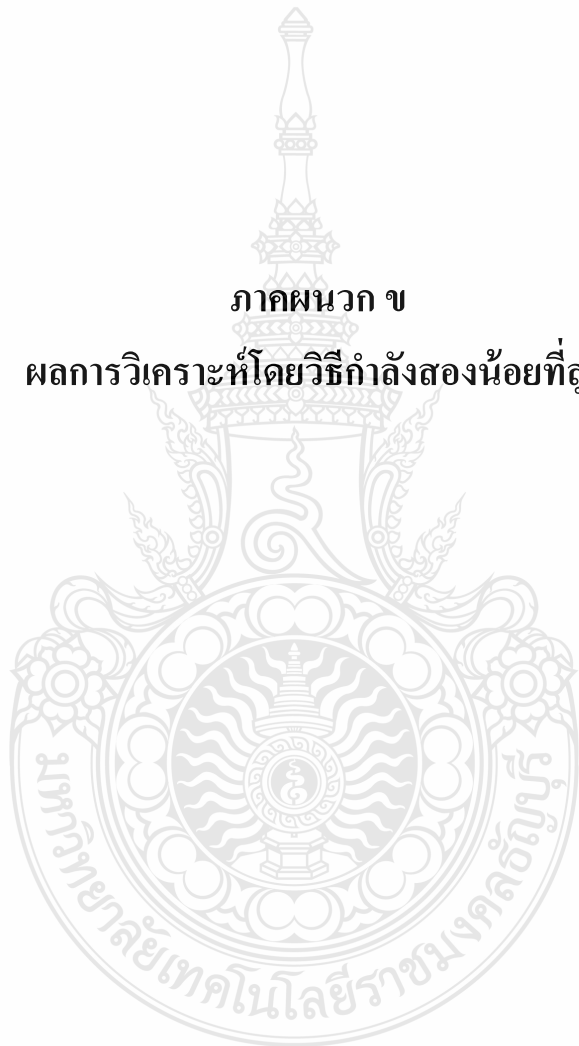 ภาคผนวก ข
ผลการวิเคราะห์โดยวิธีกำลังสองน้อยที่สุ
มหาวิทยาลัยเทคโนโลยีราชมงคลธัญบุรี